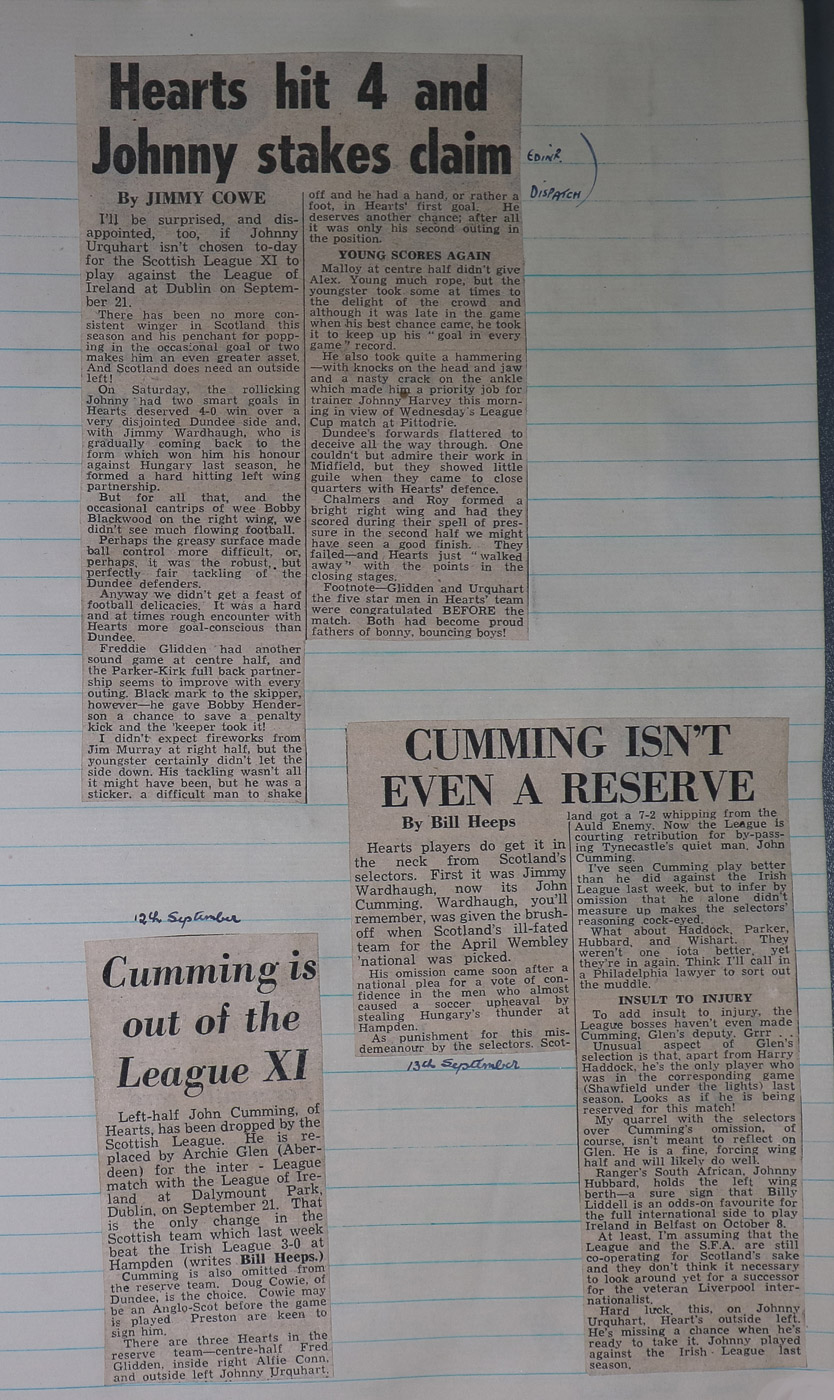 Hearts hit 4 and
Johnny stakes claim
EDINR.
DISPATCH
By JIMMY COWE
I'll be surprised, and dis-
appointed, too, if Johnny
Urquhart isn't chosen to-day
for the Scottish League XI to
play against the League of
Ireland at Dublin on Septem-
ber 21.
There has been no more con-
sistent winger in Scotland this
season and his penchant for popp-
ing in the occasional goal or two
makes him an even greater asset.
And Scotland does need an outside
left!
On Saturday, the rollicking
Johnny had two smart goals in
Hearts deserved 4-0 win over a
very disjointed Dundee side and,
with Jimmy Wardhaugh, who is
gradually coming back to the
form which won him his honour
against Hungary last season, he
formed a hard hitting left wing
partnership.
But for all that, and the
occasional cantrips of wee Bobby
Blackwood on the right wing, we
didn't see much flowing football.
Perhaps the greasy surface made
ball control more difficult, or,
perhaps, it was the robust, but
perfectly fair tackling of the
Dundee defenders.
Anyway we didn't get a feast of
football delicacies. It was a hard
and at times rough encounter with
Hearts more goal-conscious than
Dundee.
Freddie Glidden had another
sound game at centre half, and
the Parker-Kirk full back partner-
ship seems to improve with every
outing. Black mark to the skipper,
however—he gave Bobby Hender-
son a chance to save a penalty
kick and the 'keeper took it!
I didn't expect fireworks from
Jim Murray at right half, but the
youngster certainly didn't let the
side down. His tackling wasn't all
it might have been, but he was a
sticker, a difficult man to shake
off and he had a hand, or rather a
foot, in Hearts' first goal. He
deserves another chance; after all
it was only his second outing in
the position.
YOUNG SCORES AGAIN
Malloy at centre half didn't give
Alex. Young much rope, but the
youngster took some at times to
the delight of the crowd and
although it was late in the game
when his best chance came, he took
it to keep up his "goal in every
game" record.
He also took quite a hammering
—with knocks on the head and jaw
and a nasty crack on the ankle
which made him a priority job for
trainer Johnny Harvey this morn-
ing in view of Wednesday's League
Cup match at Pittodrie.
Dundee's forwards flattered to
deceive all the way through. One
couldn't but admire their work in
Midfield, but they showed little
guile when they came to close
quarters with Hearts' defence.
Chalmers and Roy formed a
bright right wing and had they
scored during their spell of pres-
sure in the second half we might
have seen a good finish. They
failed—and Hearts just "walked
away" with the points in the
closing stages.
Footnote—Glidden and Urquhart
the five star men in Hearts' team
were congratulated BEFORE the
match. Both had become proud
fathers of bonny, bouncing boys!
CUMMING ISN'T
EVEN A RESERVE
By Bill Heeps
Hearts players do get it in
the neck from Scotland's
selectors. First it was Jimmy
Wardhaugh, now its John
Cumming. Wardhaugh, you'll
remember, was given the brush-
off when Scotland's ill-fated
team for the April Wembley
'national was picked.
His omission came soon after a
national plea for a vote of con-
fidence in the men who almost
caused a soccer upheaval by
stealing Hungary's thunder at
Hampden.
As punishment for this mis-
demeanour by the selectors. Scot-
13th September
land got a 7-2 whipping from the
Auld Enemy. Now the League is
courting retribution for by-pass-
ing Tynecastle's quiet man, John
Cumming.
I've seen Cumming play better
than he did against the Irish
League last week, but to infer by
omission that he alone didn't
measure up makes the selectors'
reasoning cock-eyed.
What about Haddock, Parker,
Hubbard, and Wishart. They
weren't one iota better, yet
they're in again. Think I'll call in
a Philadelphia lawyer to sort out
the muddle.
INSULT TO INJURY
To add insult to injury, the
League bosses haven't even made
Cumming, Glen's deputy. Grrr . .
Unusual aspect of Glen's
selection is that, apart from Harry
Haddock, he's the only player who
was in the corresponding game
(Shawfield under the lights) last
season. Looks as if he is being
reserved for this match!
My quarrel with the selectors
over Cumming's omission, of
course, isn't meant to reflect on
Glen. He is a fine, forcing wing
half and will likely do well.
Ranger's South African, Johnny
Hubbard, holds the left wing
berth—a sure sign that Billy
Liddell is an odds-on favourite for
the full international side to play
Ireland in Belfast on October 8.
At least, I'm assuming that the
League and the S.F.A. are still
co-operating for Scotland's sake
and they don't think it necessary
to look around yet for a successor
for the veteran Liverpool inter-
nationalist.
Hard luck, this, on Johnny
Urquhart, Heart's outside left.
He's missing a chance when he's
ready to take it. Johnny played
against the Irish League last
season.
12th September
Cumming is
out of the
League XI
Left-half John Cumming, of
Hearts, has been dropped by the
Scottish League. He is re-
placed by Archie Glen (Aber-
deen) for the inter - League
match with the League of Ire-
land at Dalymount Park,
Dublin, on September 21. That
is the only change in the
Scottish team which last week
beat the Irish League 3-0 at
Hampden (writes Bill Heeps.)
Cumming is also omitted from
the reserve team. Doug Cowie, of
Dundee, is the choice. Cowie may
be an Anglo-Scot before the game
is played Preston are keen to
sign him.
There are three Hearts in the
reserve team—centre-half Fred
Glidden, inside right Alfie Conn,
and outside left Johnny Urquhart.